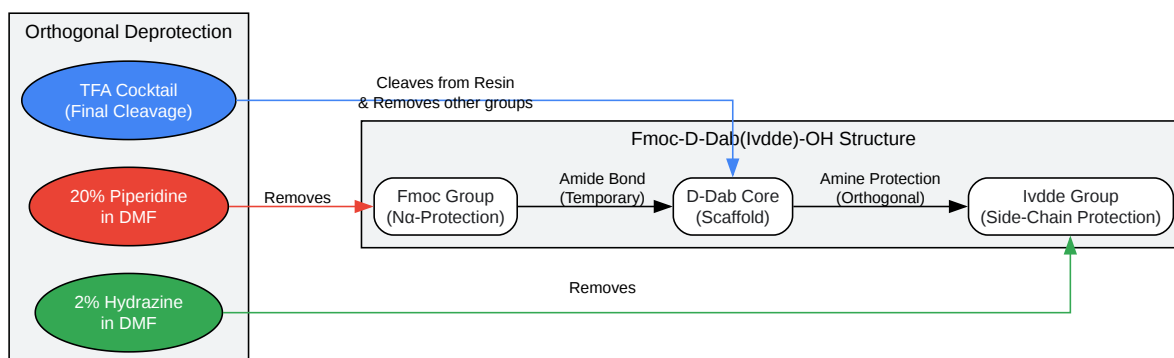 Orthogonal Deprotection
TFA Cocktail
(Final Cleavage)
Cleaves from Resin
& Removes other groups
Fmoc-D-Dab(Ivdde)-OH Structure
20% Piperidine
in DMF
Removes
Fmoc Group
(Nα-Protection)
Amide Bond
(Temporary)
D-Dab Core
(Scaffold)
Amine Protection
(Orthogonal)
Ivdde Group
(Side-Chain Protection)
2% Hydrazine
in DMF
Removes